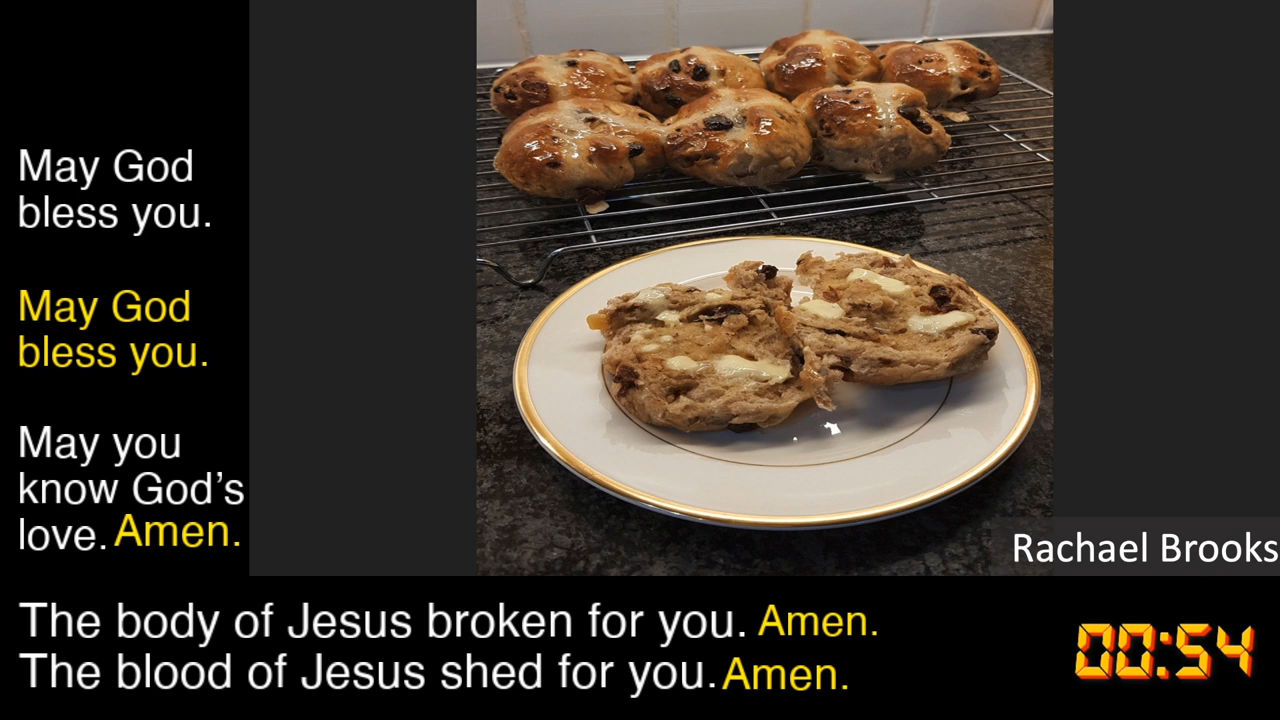 May God
bless you.
May God
bless you.
May you
know God’s
love. Amen.
Rachael Brooks
The body of Jesus broken for you. Amen.
The blood of Jesus shed for you. Amen.
00:54